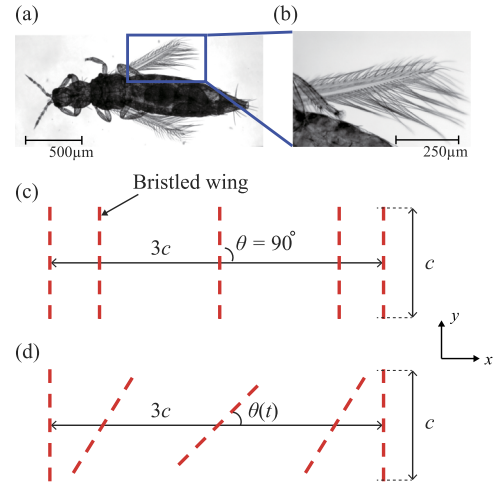 (a)
(b)
500μm
250μm
(c)
Bristled wing
3c
θ = 90°
c
y
x
(d)
3c
θ(t)
c